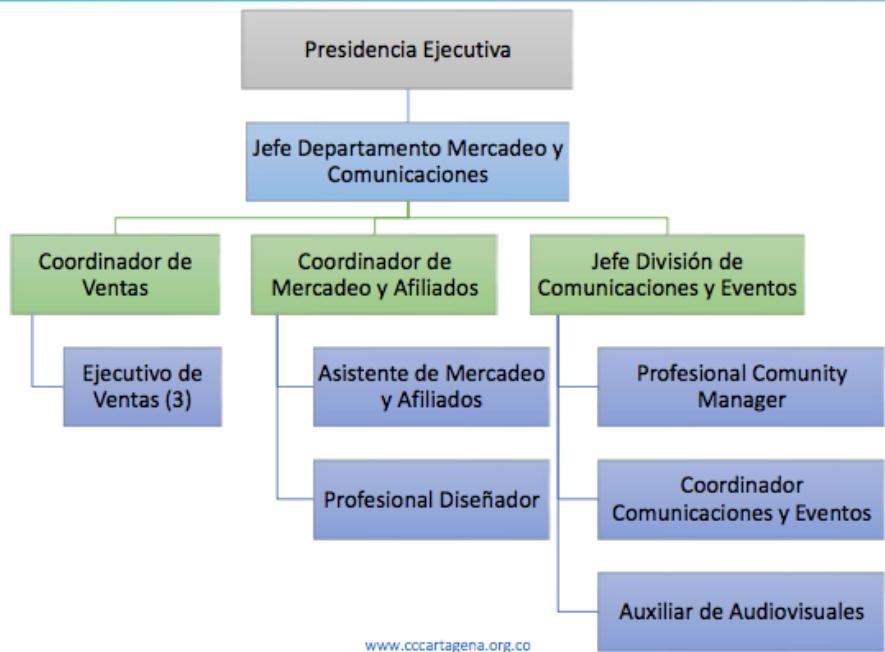 Presidencia Ejecutiva
Jefe Departamento Mercadeo y
Comunicaciones
Coordinador de
Ventas
Coordinador de
Mercadeo y Afiliados
Jefe División de
Comunicaciones y Eventos
Ejecutivo de
Ventas (3)
Asistente de Mercadeo
y Afiliados
Profesional Comunity
Manager
Profesional Diseñador
Coordinador
Comunicaciones y Eventos
Auxiliar de Audiovisuales
www.cccartagena.org.co